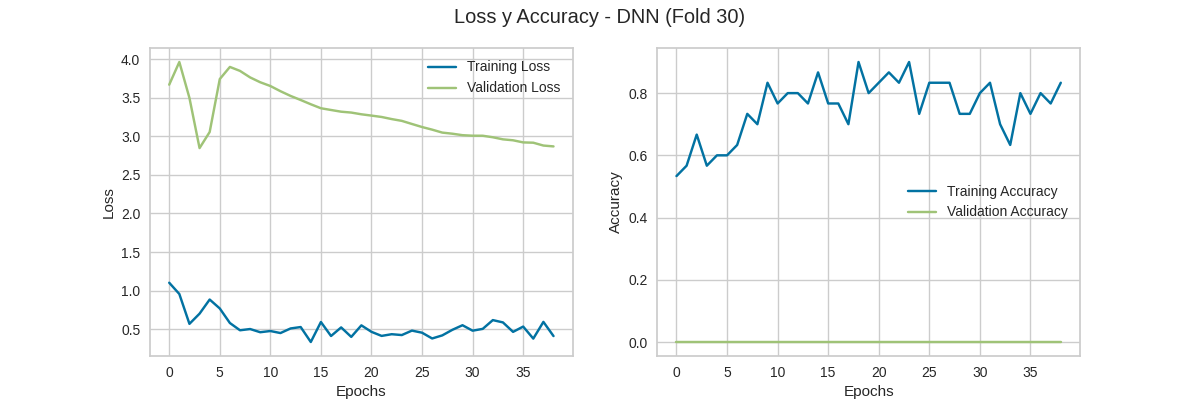 Loss y Accuracy - DNN (Fold 30)
4.0
3.5
3.0
2.5
2.0
1.5
1.0
0.5
Loss
0 5 10 15 20 25 30 35
Epochs
Training Loss
Validation Loss
0.8
0.6
0.4
0.2
0.0
Accuracy
0 5 10 15 20 25 30 35
Epochs
Training Accuracy
Validation Accuracy